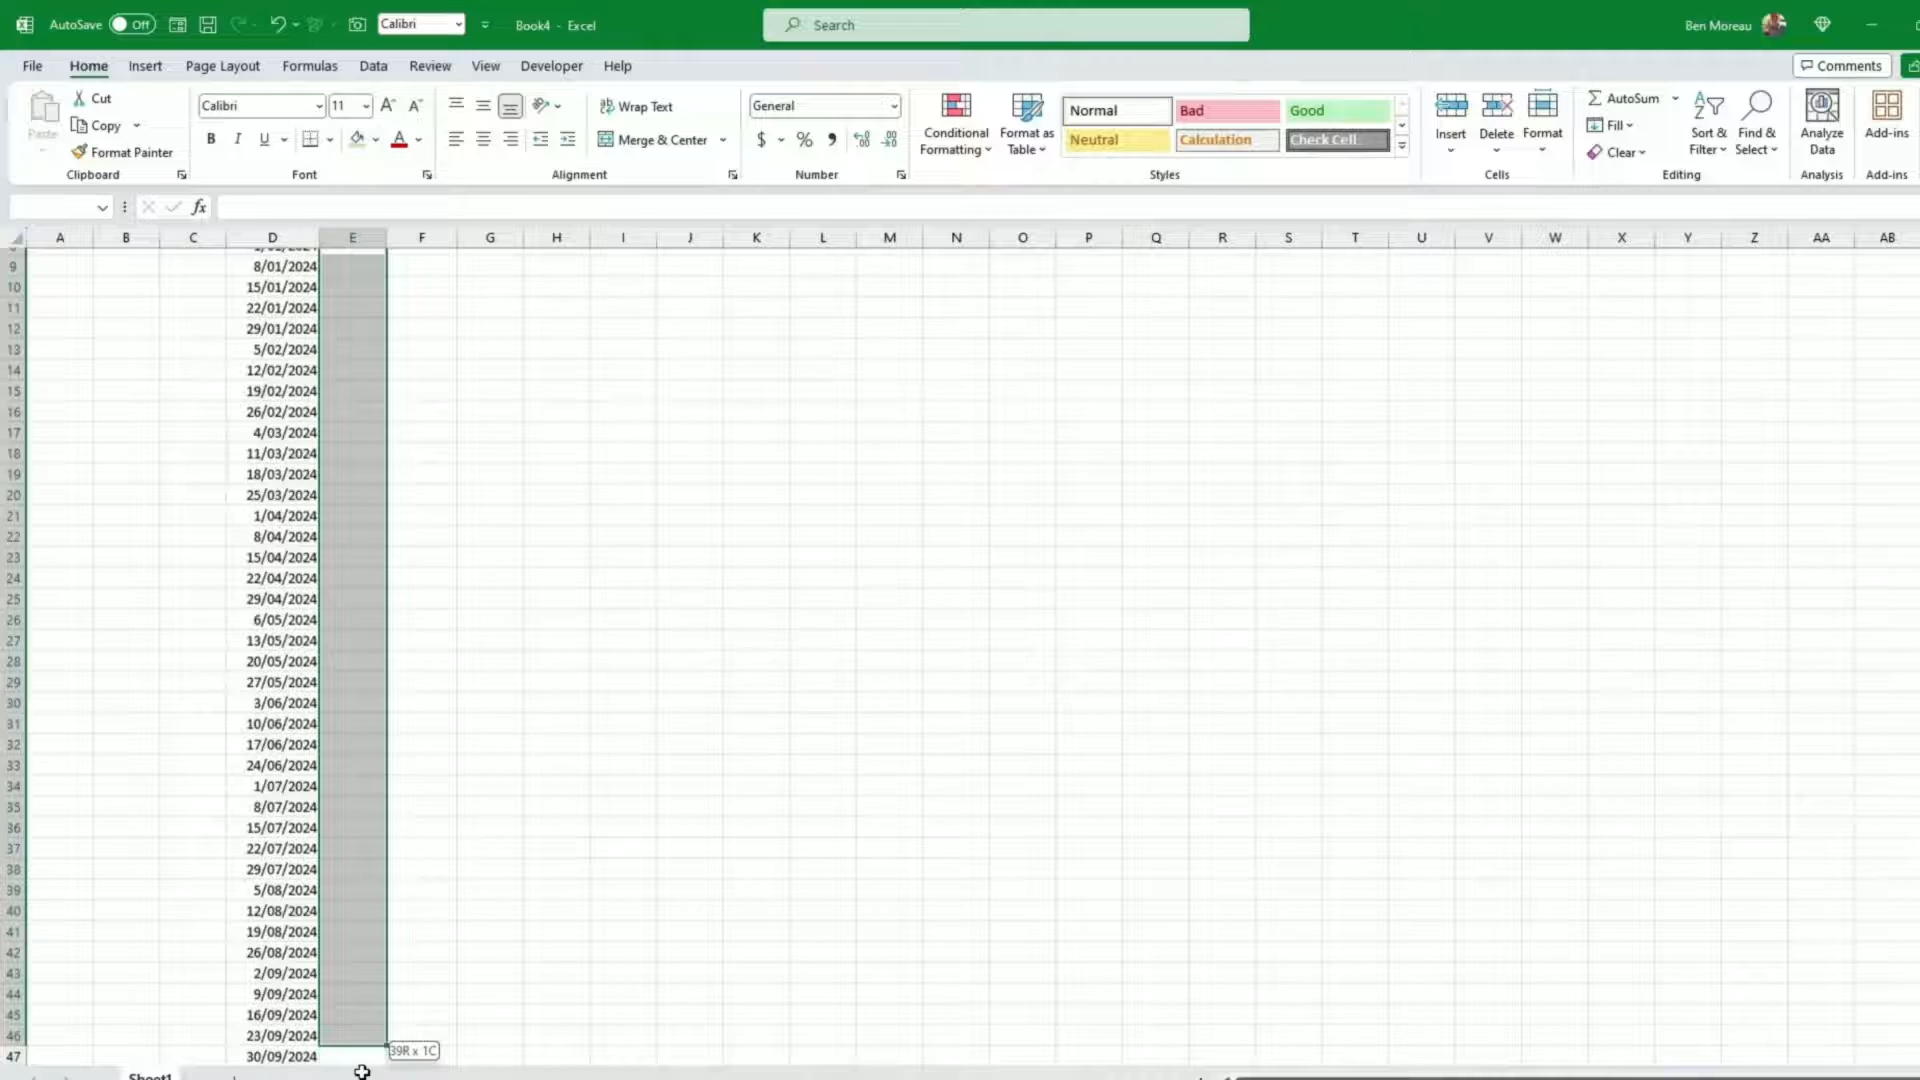 AutoSave Off Calibri Book4 - Excel Search Ben Moreau
File Home Insert Page Layout Formulas Data Review View Developer Help Comments
Paste Cut Copy Format Painter Clipboard
Calibri 11 A A B I U A Font
Wrap Text Merge & Center Alignment
General $ % , Number
Conditional Formatting Format as Table Normal Bad Good Neutral Calculation Check Cell Styles
Insert Delete Format Cells
AutoSum Fill Clear Sort & Filter Find & Select Editing
Analyze Data Analysis
Add-ins Add-ins
fx
A B C D E F G H I J K L M N O P Q R S T U V W X Y Z AA AB
9 8/01/2024
10 15/01/2024
11 22/01/2024
12 29/01/2024
13 5/02/2024
14 12/02/2024
15 19/02/2024
16 26/02/2024
17 4/03/2024
18 11/03/2024
19 18/03/2024
20 25/03/2024
21 1/04/2024
22 8/04/2024
23 15/04/2024
24 22/04/2024
25 29/04/2024
26 6/05/2024
27 13/05/2024
28 20/05/2024
29 27/05/2024
30 3/06/2024
31 10/06/2024
32 17/06/2024
33 24/06/2024
34 1/07/2024
35 8/07/2024
36 15/07/2024
37 22/07/2024
38 29/07/2024
39 5/08/2024
40 12/08/2024
41 19/08/2024
42 26/08/2024
43 2/09/2024
44 9/09/2024
45 16/09/2024
46 23/09/2024
39R x 1C
47 30/09/2024
Sheet1